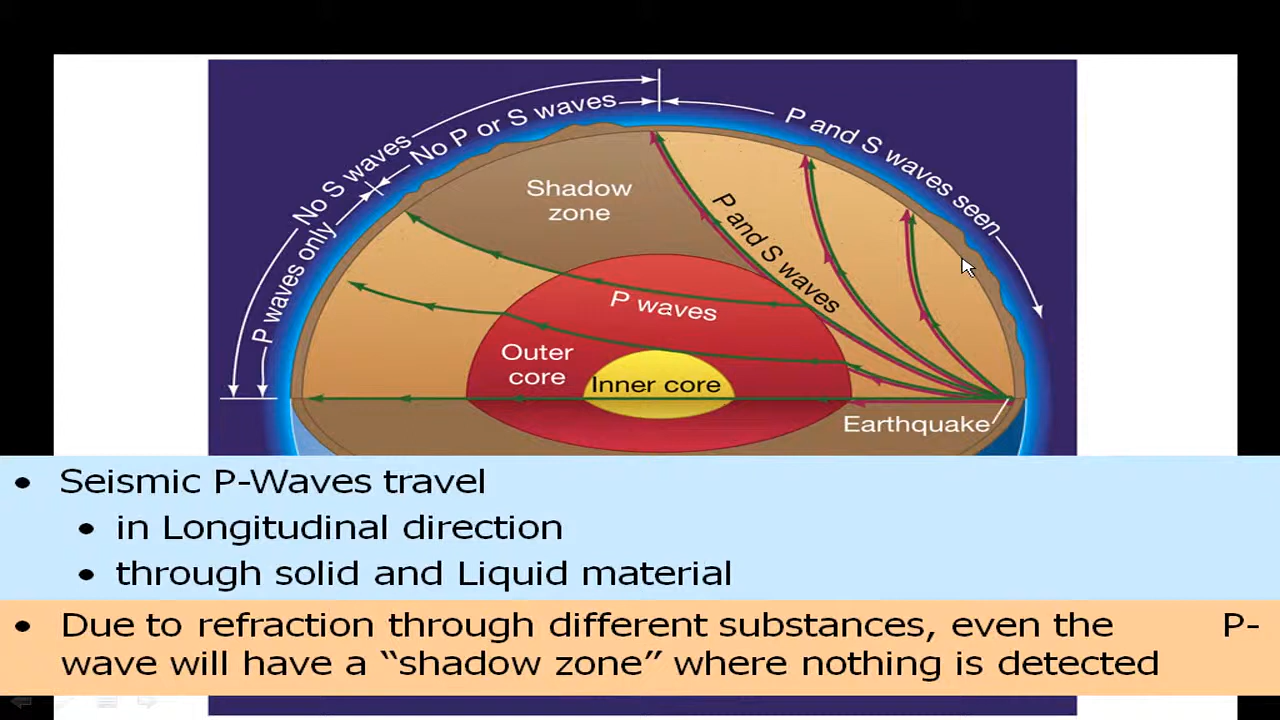 No S waves
No P or S waves
P and S waves seen
P waves only
Shadow
zone
P and S waves
P waves
Outer
core
Inner core
Earthquake
• Seismic P-Waves travel
• in Longitudinal direction
• through solid and Liquid material
• Due to refraction through different substances, even the P-
wave will have a “shadow zone” where nothing is detected